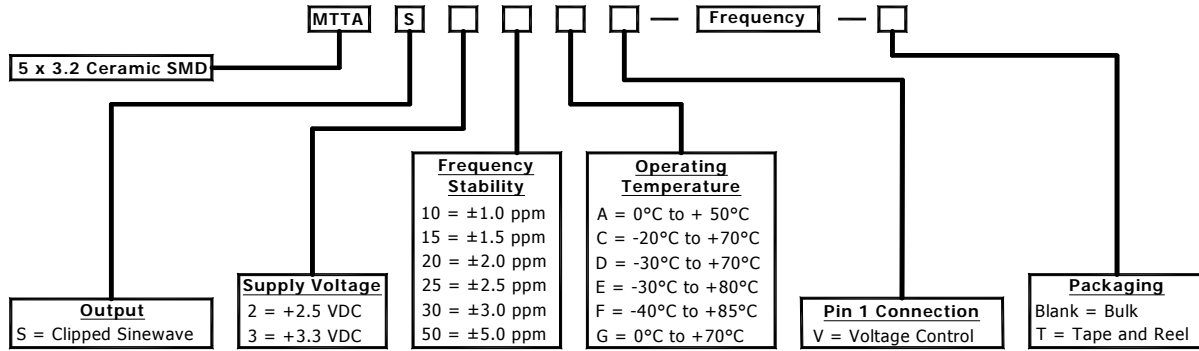 MTTA S — Frequency —
5 x 3.2 Ceramic SMD
Output
S = Clipped Sinewave
Supply Voltage
2 = +2.5 VDC
3 = +3.3 VDC
Frequency
Stability
10 = ±1.0 ppm
15 = ±1.5 ppm
20 = ±2.0 ppm
25 = ±2.5 ppm
30 = ±3.0 ppm
50 = ±5.0 ppm
Operating
Temperature
A = 0°C to + 50°C
C = -20°C to +70°C
D = -30°C to +70°C
E = -30°C to +80°C
F = -40°C to +85°C
G = 0°C to +70°C
Pin 1 Connection
V = Voltage Control
Packaging
Blank = Bulk
T = Tape and Reel